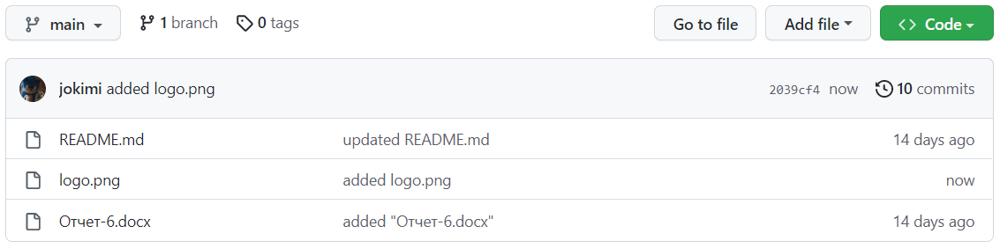 main 1 branch 0 tags Go to file Add file Code
jokimi added logo.png 2039cf4 now 10 commits
README.md updated README.md 14 days ago
logo.png added logo.png now
Отчет-6.docx added "Отчет-6.docx" 14 days ago